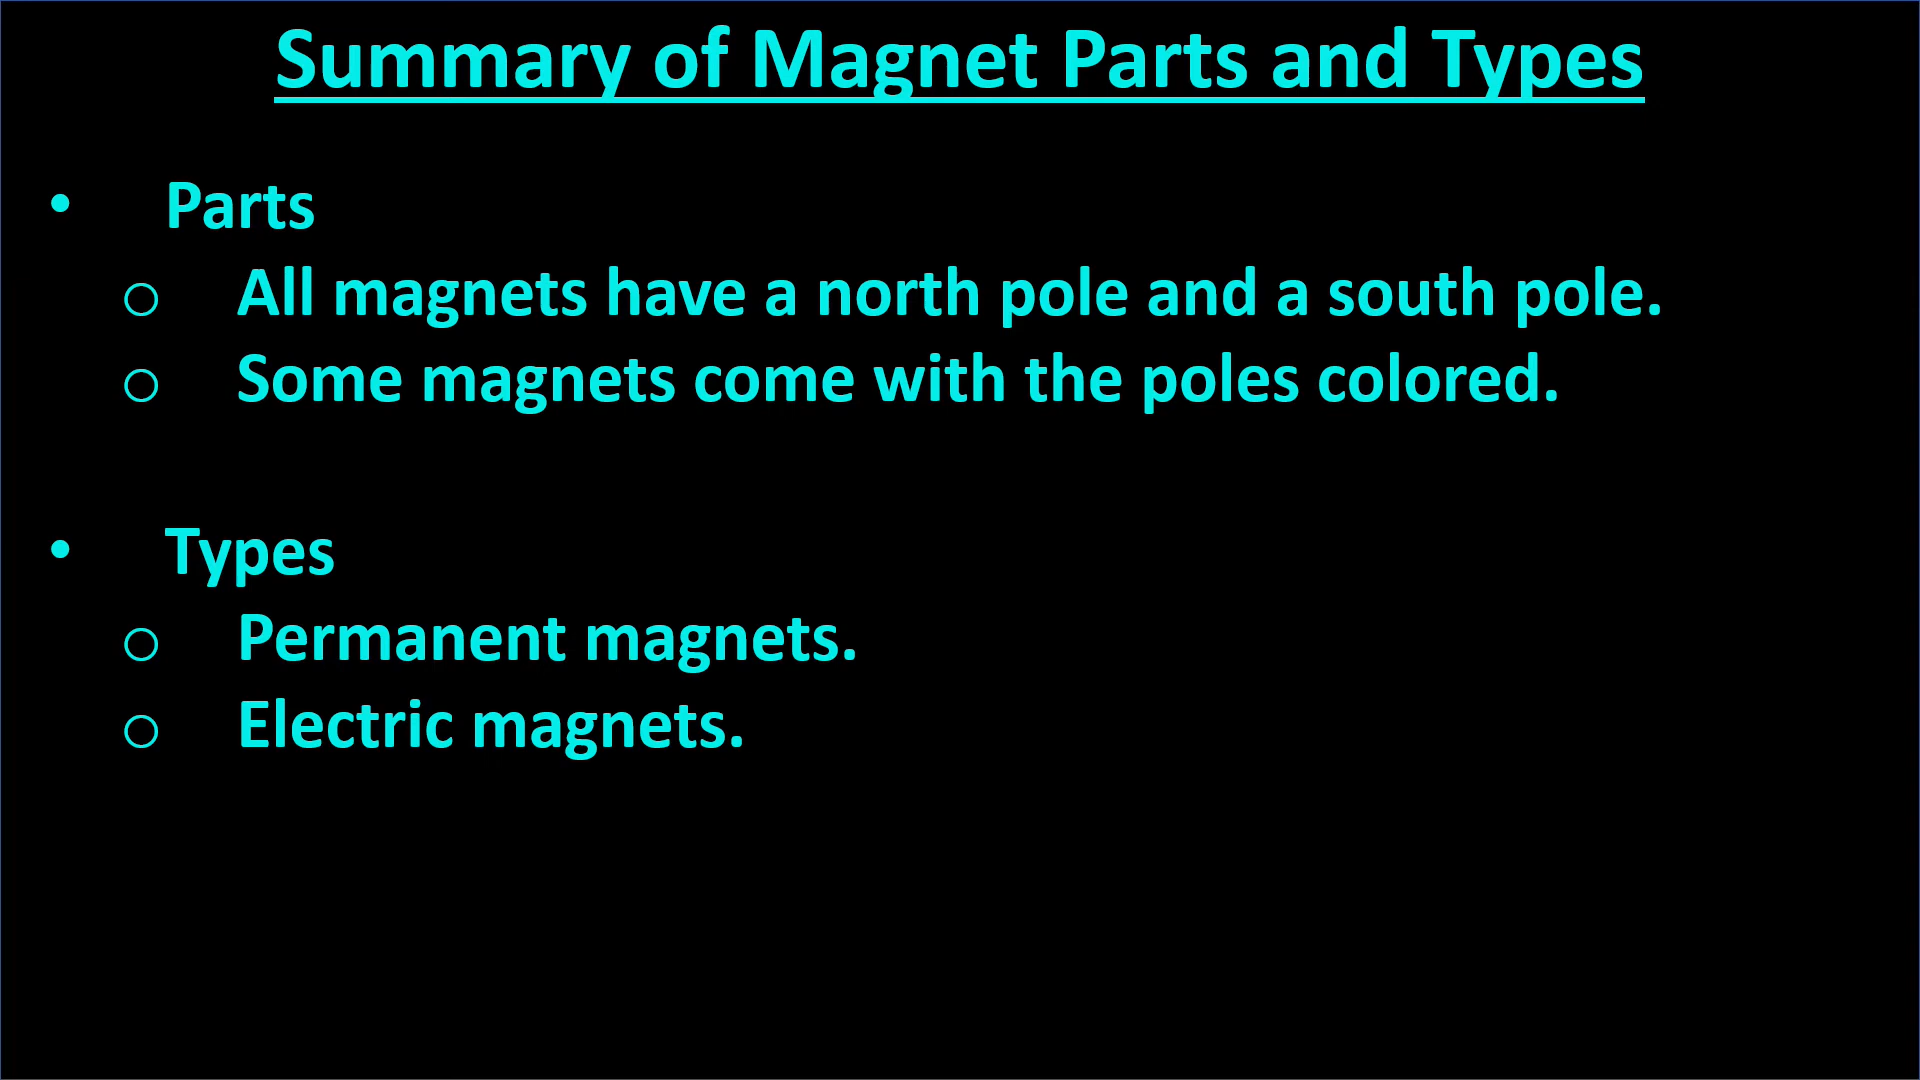 Summary of Magnet Parts and Types
• Parts
o All magnets have a north pole and a south pole.
o Some magnets come with the poles colored.
• Types
o Permanent magnets.
o Electric magnets.